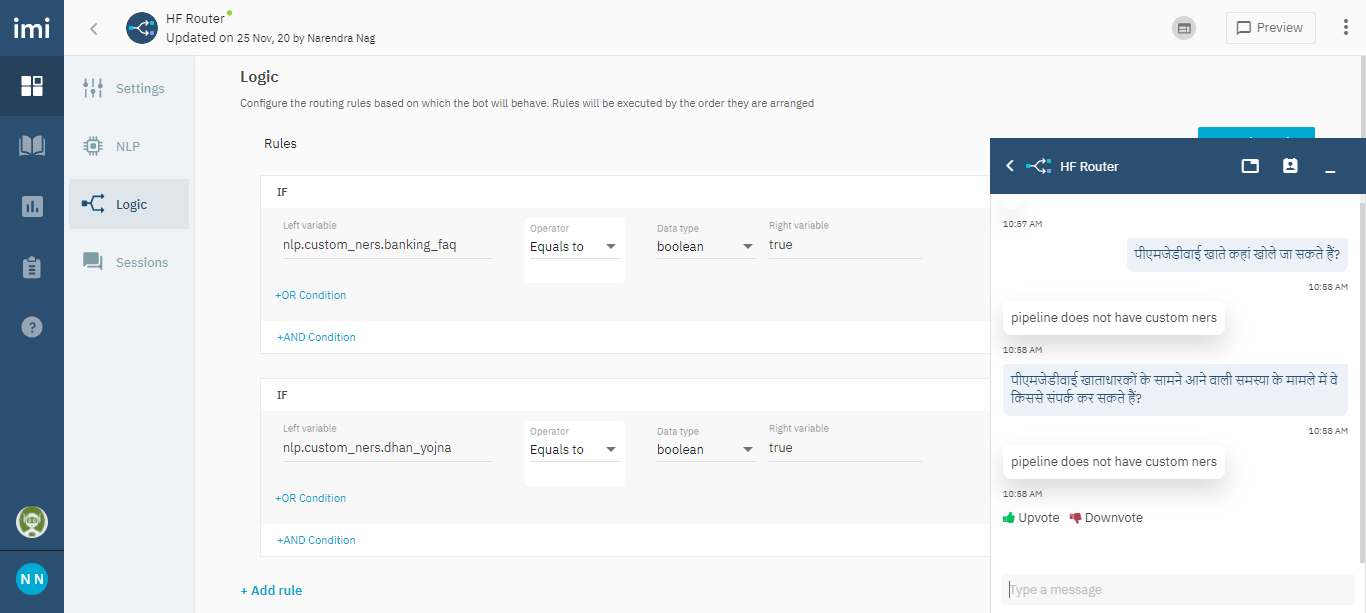 imi
HF Router
Updated on 25 Nov, 20 by Narendra Nag
Preview
Settings
NLP
Logic
Sessions
?
N N
Logic
Configure the routing rules based on which the bot will behave. Rules will be executed by the order they are arranged
Rules
IF
Left variable
Operator
Data type
Right variable
nlp.custom_ners.banking_faq
Equals to
boolean
true
+OR Condition
+AND Condition
IF
Left variable
Operator
Data type
Right variable
nlp.custom_ners.dhan_yojna
Equals to
boolean
true
+OR Condition
+AND Condition
+ Add rule
HF Router
10:57 AM
पीएमजेडीवाई खाते कहां खोले जा सकते हैं?
10:58 AM
pipeline does not have custom ners
10:58 AM
पीएमजेडीवाई खाताधारकों के सामने आने वाली समस्या के मामले में वे
किससे संपर्क कर सकते हैं?
10:58 AM
pipeline does not have custom ners
10:58 AM
Upvote Downvote
Type a message